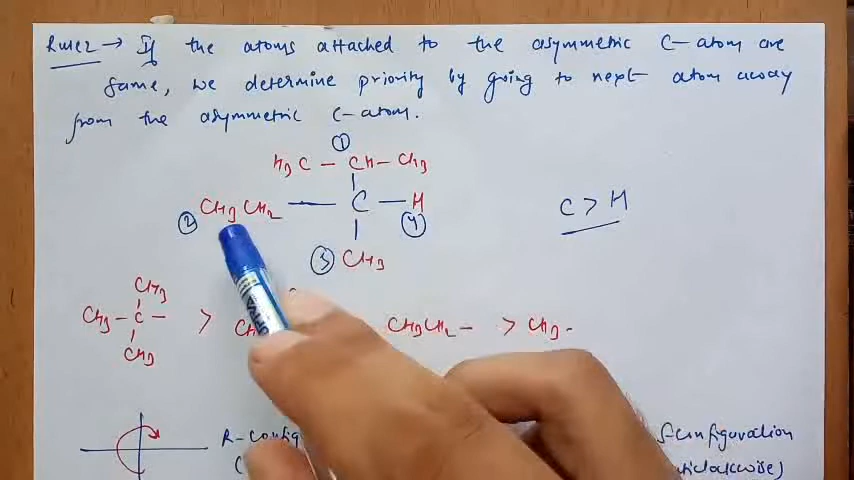 Rule2 → If the atoms attached to the asymmetric C-atom are
same, we determine priority by going to next atom away
from the asymmetric C-atom.
①
H3C - CH - CH3
② CH3CH2 - C - H ④
C > H
③ CH3
CH3
CH3 - C - > CH3CH2 - > CH3 -
CH3
R-config
S-configuration